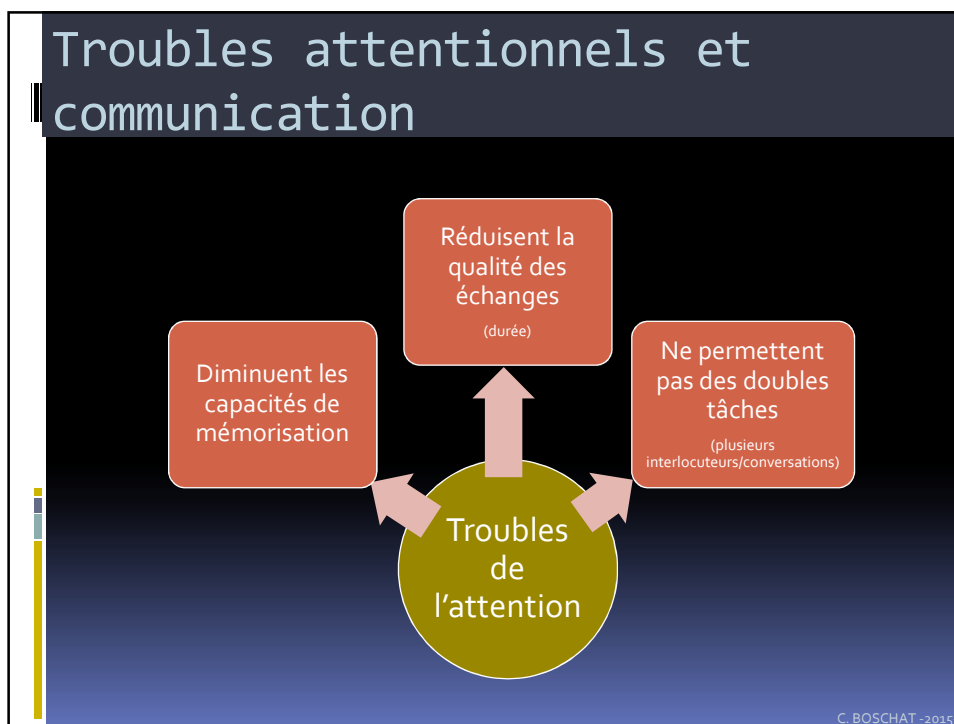 Troubles attentionnels et
communication
Réduisent la
qualité des
échanges
(durée)
Diminuent les
capacités de
mémorisation
Ne permettent
pas des doubles
tâches
(plusieurs
interlocuteurs/conversations)
Troubles
de
l’attention
C. BOSCHAT -2015